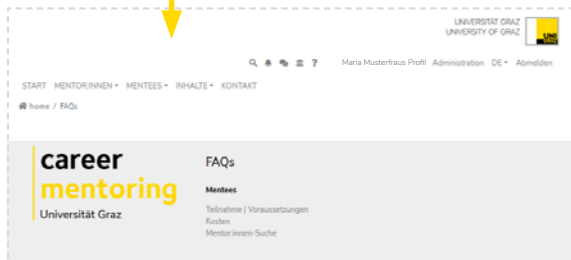 UNIVERSITÄT GRAZ
UNIVERSITY OF GRAZ
UNI
? Maria Musterfraus Profil Administration DE Abmelden
START MENTOR:INNEN MENTEES INHALTE KONTAKT
home / FAQs
career
mentoring
Universität Graz
FAQs
Mentees
Teilnahme | Voraussetzungen
Kosten
Mentor:innen-Suche